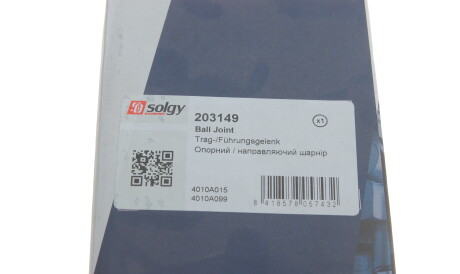 solgy
203149
x1
Ball Joint
Trag-/Führungsgelenk
Опорний / направляючий шарнір
4010A015
4010A099
8 418578 057432